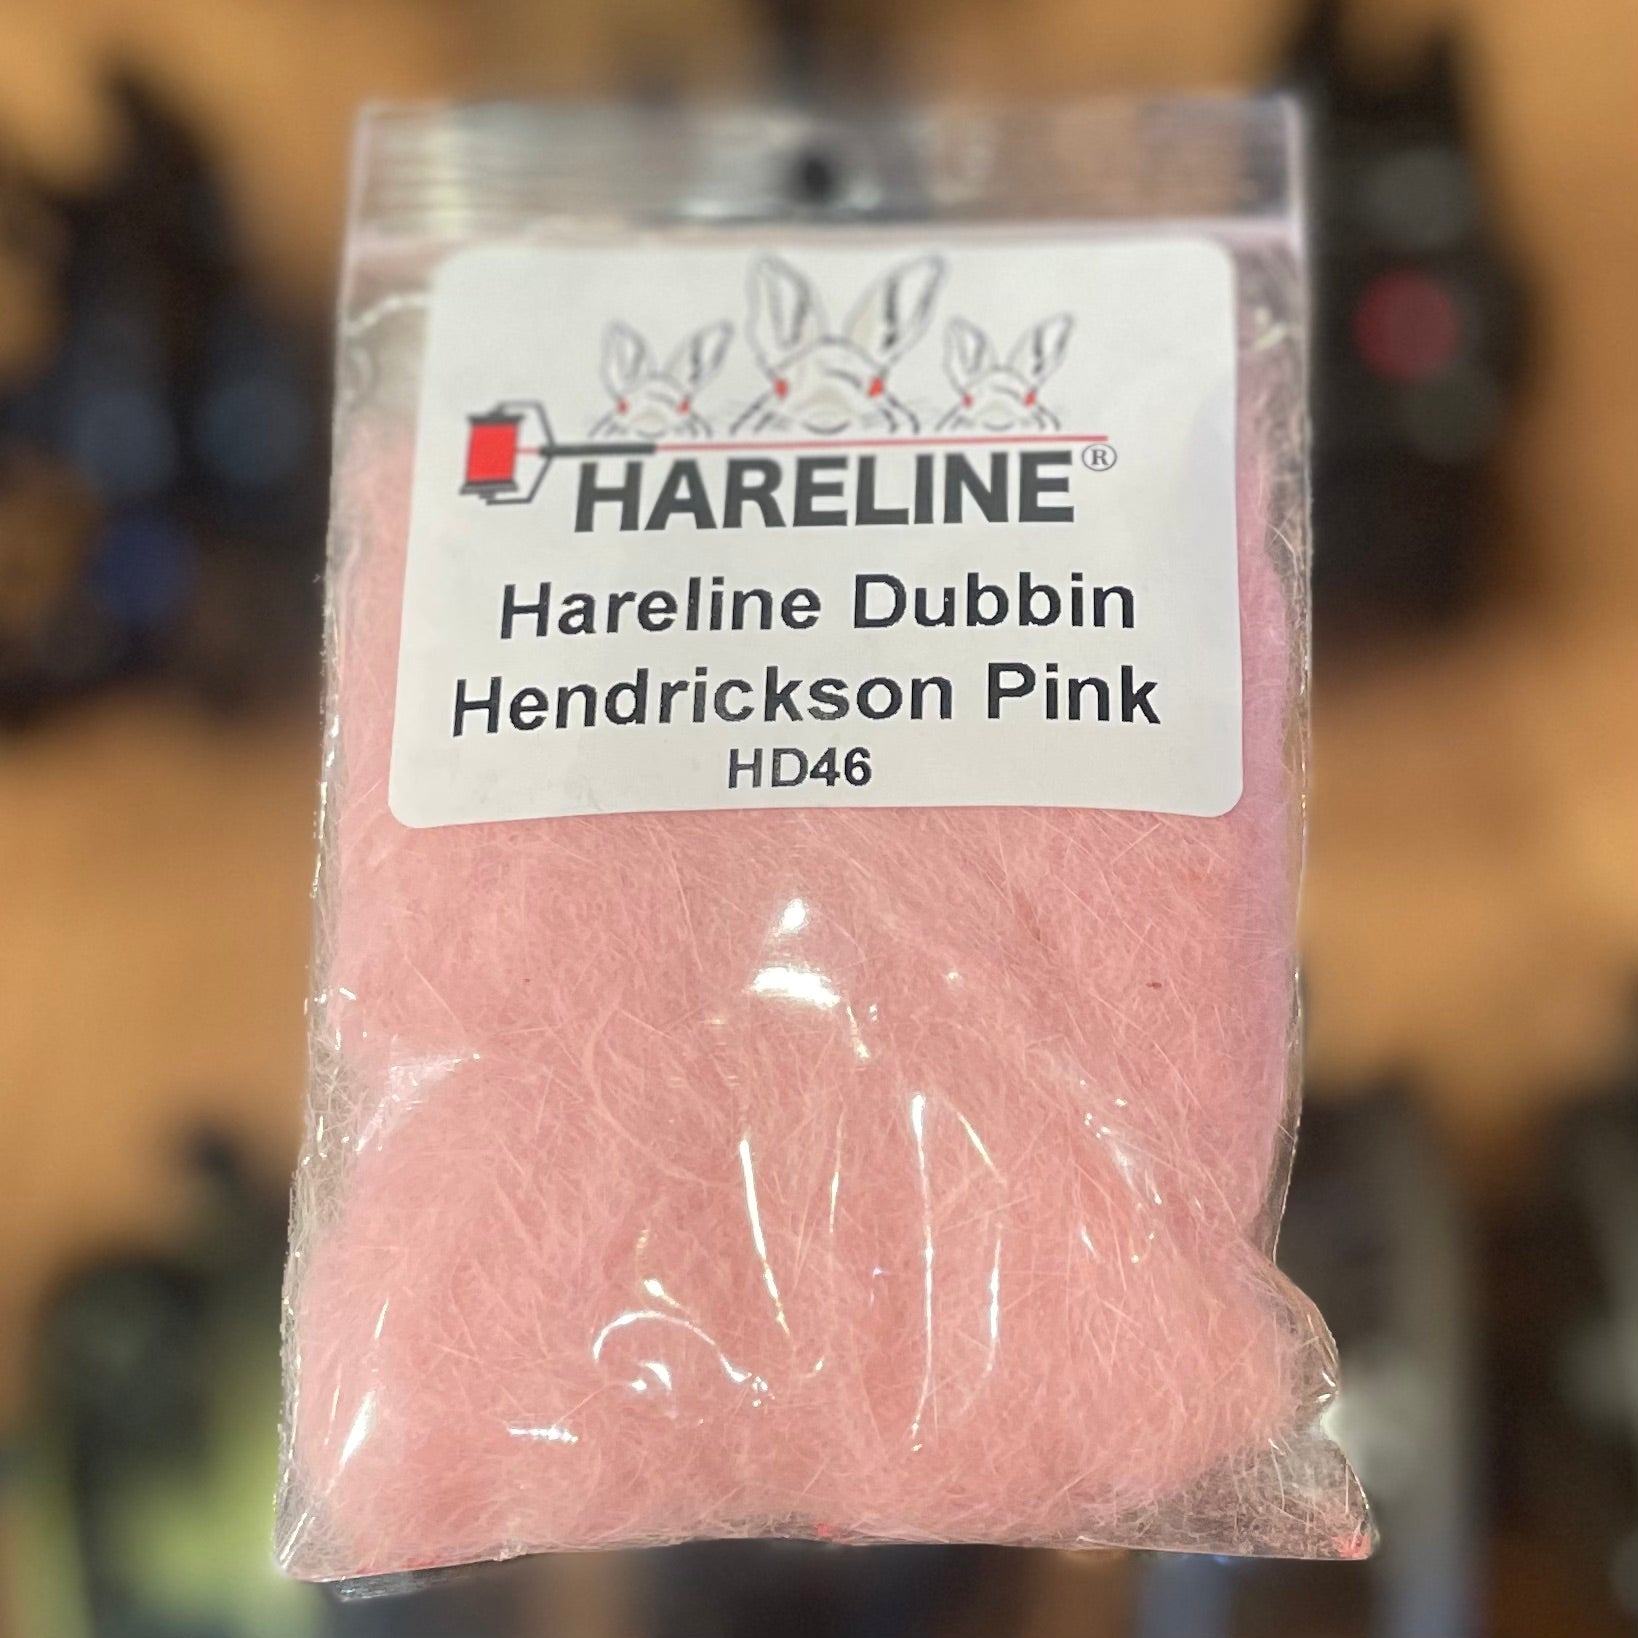 HARELINE®
Hareline Dubbin
Hendrickson Pink
HD46